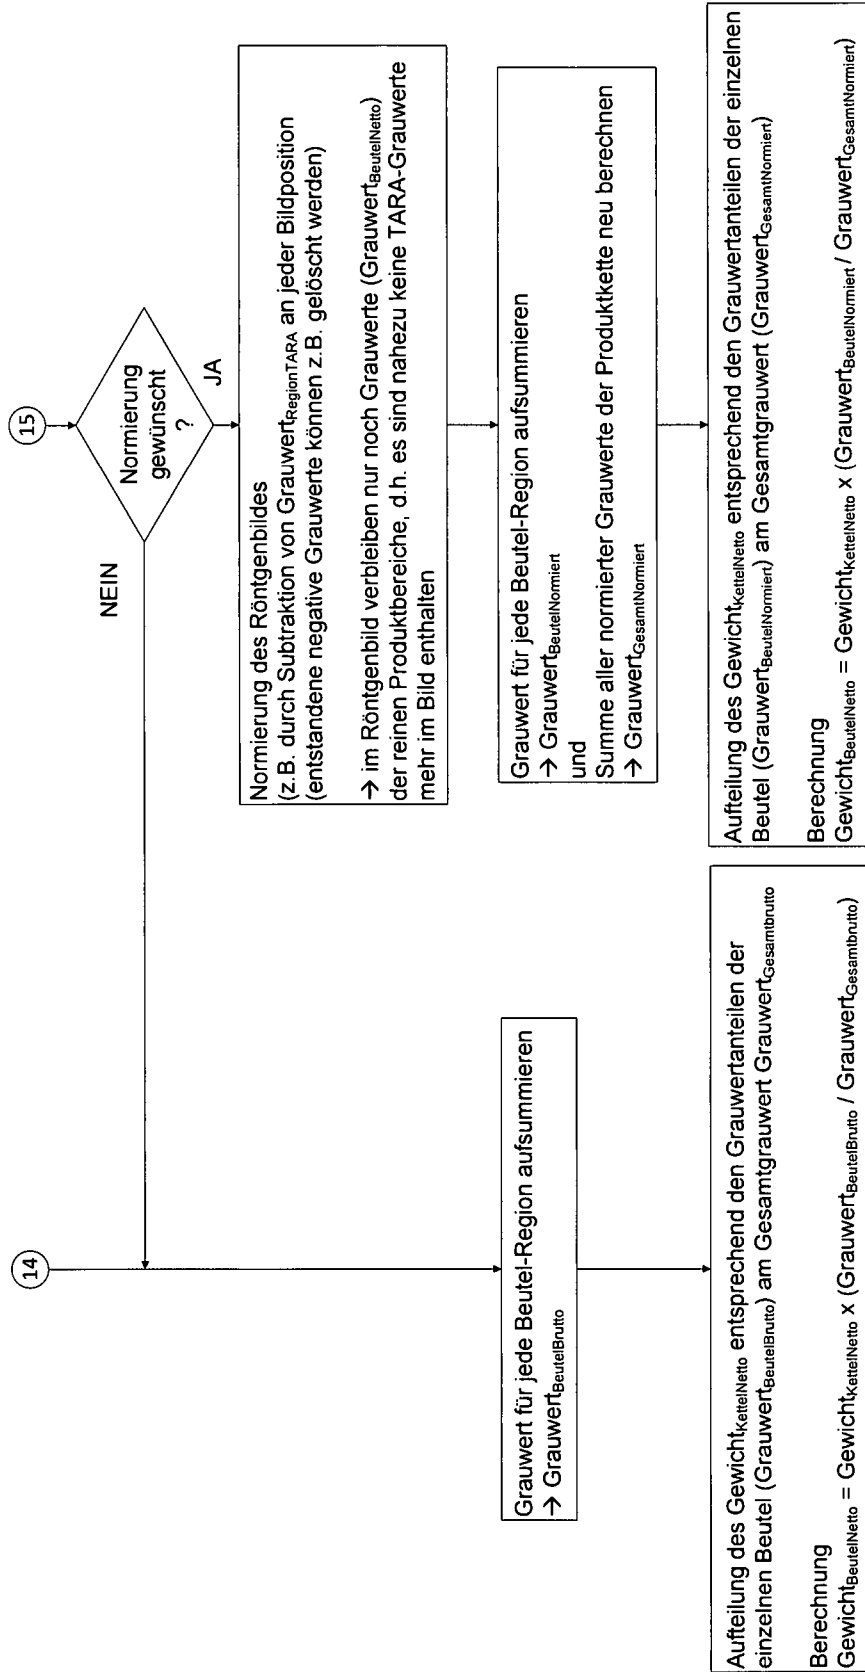 14
15
Normierung
gewünscht
?
NEIN
JA
Normierung des Röntgenbildes
(z.B. durch Subtraktion von Grauwert_RegionTARA an jeder Bildposition
(entstandene negative Grauwerte können z.B. gelöscht werden)
→ im Röntgenbild verbleiben nur noch Grauwerte (Grauwert_BeutelNetto)
der reinen Produktbereiche, d.h. es sind nahezu keine TARA-Grauwerte
mehr im Bild enthalten
Grauwert für jede Beutel-Region aufsummieren
→ Grauwert_BeutelBrutto
Grauwert für jede Beutel-Region aufsummieren
→ Grauwert_BeutelNormiert
und
Summe aller normierter Grauwerte der Produktkette neu berechnen
→ Grauwert_GesamtNormiert
Aufteilung des Gewicht_KetteINetto entsprechend den Grauwertanteilen der
einzelnen Beutel (Grauwert_BeutelBrutto) am Gesamtgrauwert Grauwert_Gesamtbrutto
Berechnung
Gewicht_BeutelNetto = Gewicht_KetteINetto x (Grauwert_BeutelBrutto / Grauwert_Gesamtbrutto)
Aufteilung des Gewicht_KetteINetto entsprechend den Grauwertanteilen der einzelnen
Beutel (Grauwert_BeutelNormiert) am Gesamtgrauwert (Grauwert_GesamtNormiert)
Berechnung
Gewicht_BeutelNetto = Gewicht_KetteINetto x (Grauwert_BeutelNormiert / Grauwert_GesamtNormiert)